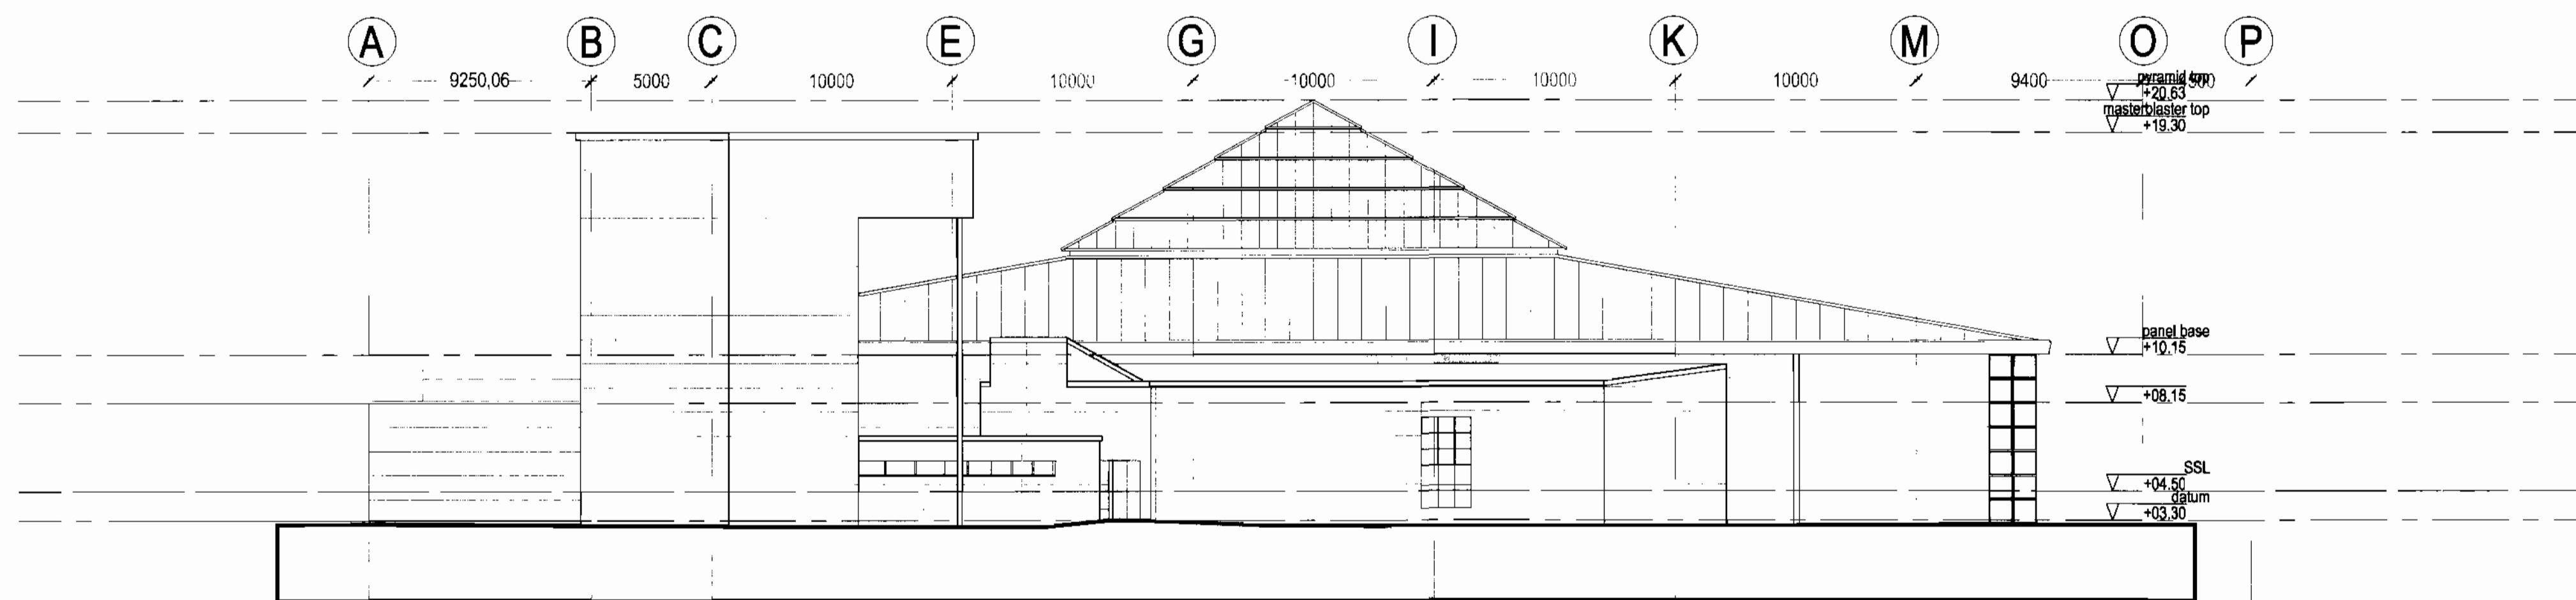 A B C E G I K M O P
9250,06 5000 10000 10000 10000 10000 10000 9400
pyramid top
+20.63
masterblaster top
+19.30
panel base
+10.15
+08.15
SSL
+04.50
datum
+03.30